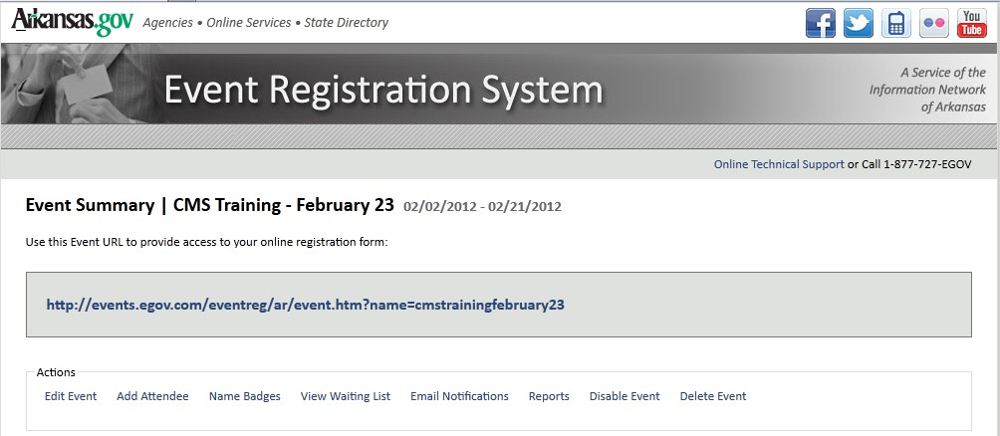 Arkansas.gov Agencies • Online Services • State Directory
You
Tube
Event Registration System
A Service of the
Information Network
of Arkansas
Online Technical Support or Call 1-877-727-EGOV
Event Summary | CMS Training - February 23 02/02/2012 - 02/21/2012
Use this Event URL to provide access to your online registration form:
http://events.egov.com/eventreg/ar/event.htm?name=cmstrainingfebruary23
Actions
Edit Event Add Attendee Name Badges View Waiting List Email Notifications Reports Disable Event Delete Event